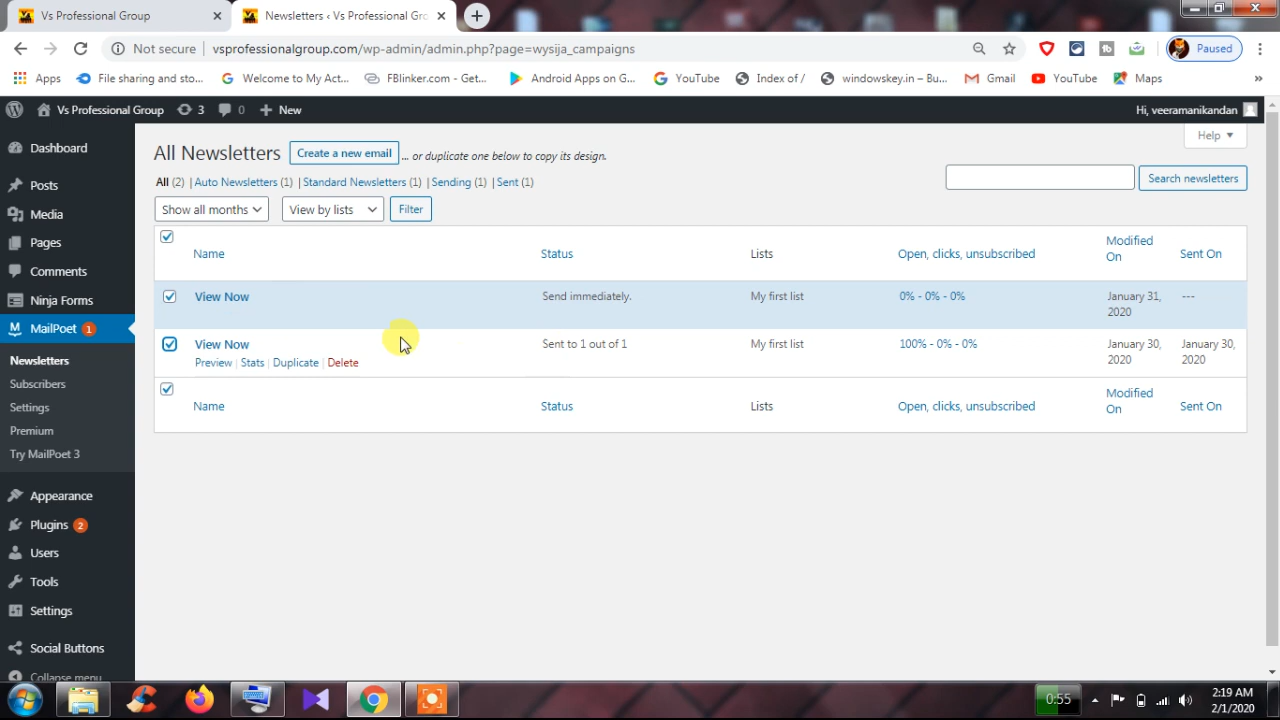 Vs Professional Group
Newsletters ‹ Vs Professional Gro
Not secure
vsprofessionalgroup.com/wp-admin/admin.php?page=wysija_campaigns
Paused
Apps
File sharing and sto...
Welcome to My Act...
FBlinker.com - Get...
Android Apps on G...
YouTube
Index of /
windowskey.in – Bu...
Gmail
YouTube
Maps
»
Vs Professional Group
3
0
New
Hi, veeramanikandan
Dashboard
Posts
Media
Pages
Comments
Ninja Forms
MailPoet 1
Newsletters
Subscribers
Settings
Premium
Try MailPoet 3
Appearance
Plugins 2
Users
Tools
Settings
Social Buttons
Collapse menu
Help
All Newsletters
Create a new email
... or duplicate one below to copy its design.
All (2) | Auto Newsletters (1) | Standard Newsletters (1) | Sending (1) | Sent (1)
Search newsletters
Show all months
View by lists
Filter
Name
Status
Lists
Open, clicks, unsubscribed
Modified
On
Sent On
View Now
Send immediately.
My first list
0% - 0% - 0%
January 31,
2020
---
View Now
Preview | Stats | Duplicate | Delete
Sent to 1 out of 1
My first list
100% - 0% - 0%
January 30,
2020
January 30,
2020
Name
Status
Lists
Open, clicks, unsubscribed
Modified
On
Sent On
0:55
2:19 AM
2/1/2020